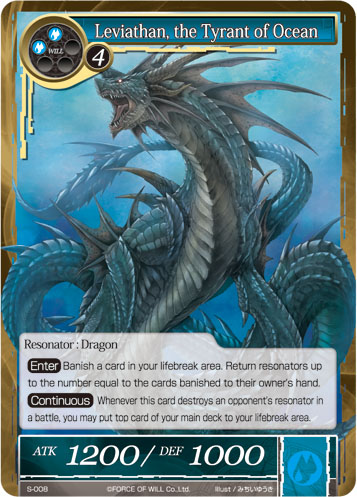 Leviathan, the Tyrant of Ocean
WILL
4
Resonator : Dragon
Enter Banish a card in your lifebreak area. Return resonators up
to the number equal to the cards banished to their owner's hand.
Continuous Whenever this card destroys an opponent's resonator in
a battle, you may put top card of your main deck to your lifebreak area.
ATK 1200/ DEF 1000
S-008 ©FORCE OF WILL Co.,Ltd. Illust / みちぃゆうき